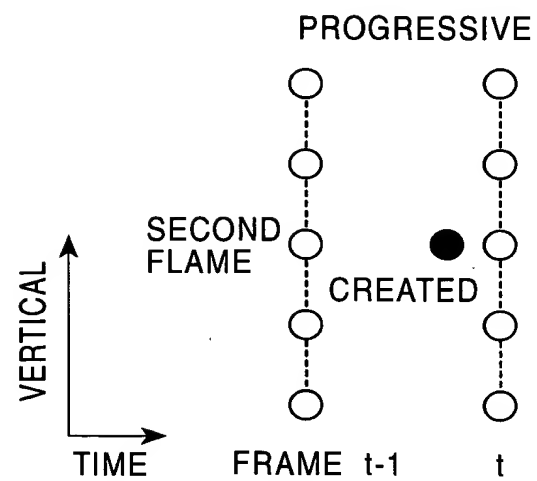 PROGRESSIVE
SECOND
FLAME
CREATED
VERTICAL
TIME
FRAME t-1 t